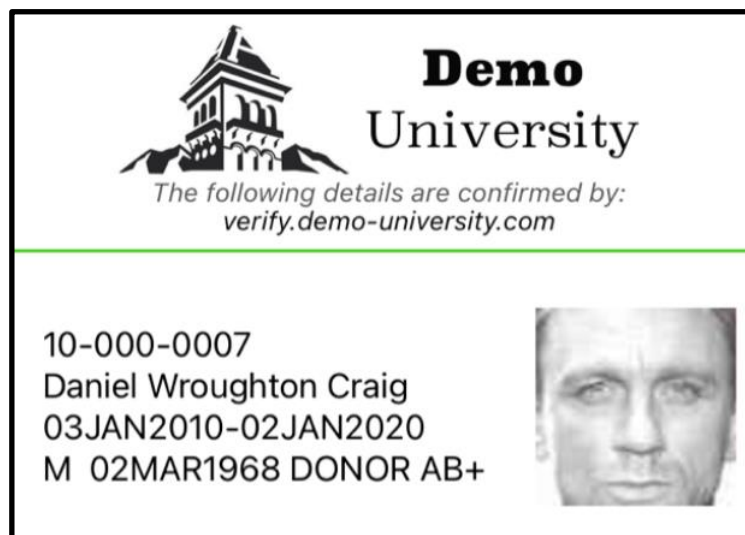 Demo
University
The following details are confirmed by:
verify.demo-university.com
10-000-0007
Daniel Wroughton Craig
03JAN2010-02JAN2020
M 02MAR1968 DONOR AB+